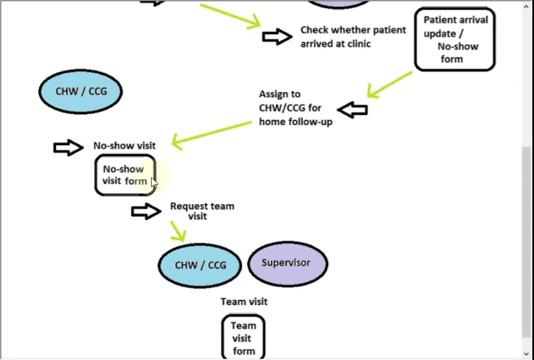 Check whether patient
arrived at clinic
Patient arrival
update /
No-show
form
CHW / CCG
Assign to
CHW/CCG for
home follow-up
No-show visit
No-show
visit form
Request team
visit
CHW / CCG
Supervisor
Team visit
Team
visit
form